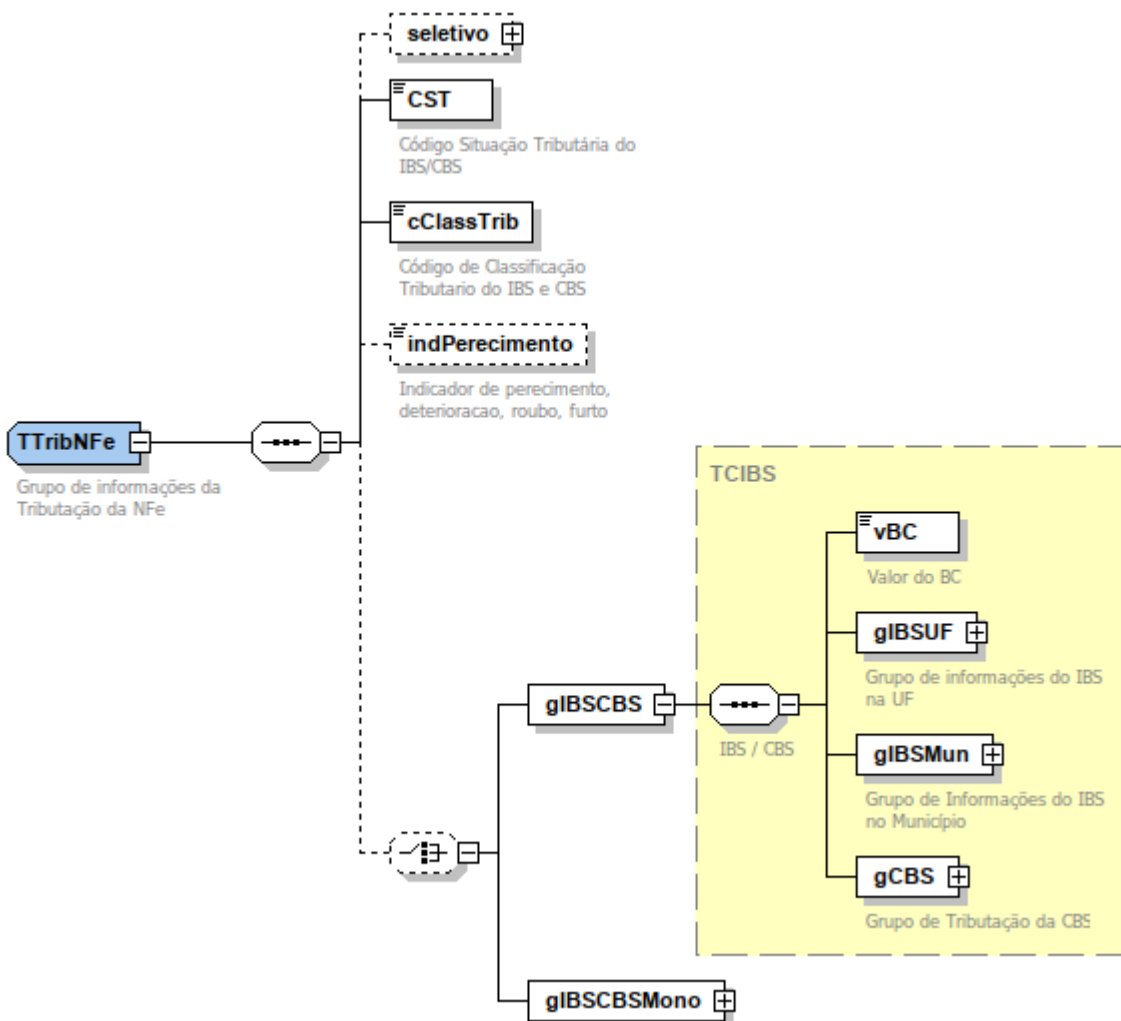 seletivo
CST
Código Situação Tributária do
IBS/CBS
cClassTrib
Código de Classificação
Tributario do IBS e CBS
indPerecimento
Indicador de perecimento,
deterioracao, roubo, furto
TTribNFe
Grupo de informações da
Tributação da NFe
TCIBS
vBC
Valor do BC
gIBSUF
Grupo de informações do IBS
na UF
gIBSCBS
IBS / CBS
gIBSMun
Grupo de Informações do IBS
no Município
gCBS
Grupo de Tributação da CBS
gIBSCBSMono